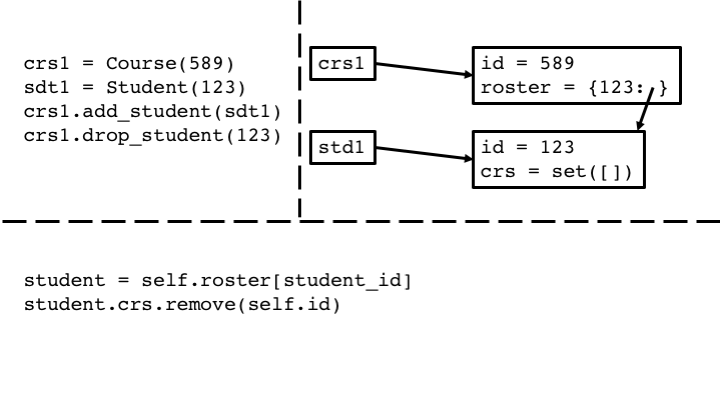 crs1 = Course(589)
sdt1 = Student(123)
crs1.add_student(sdt1)
crs1.drop_student(123)
crs1
id = 589
roster = {123: }
std1
id = 123
crs = set([])
student = self.roster[student_id]
student.crs.remove(self.id)